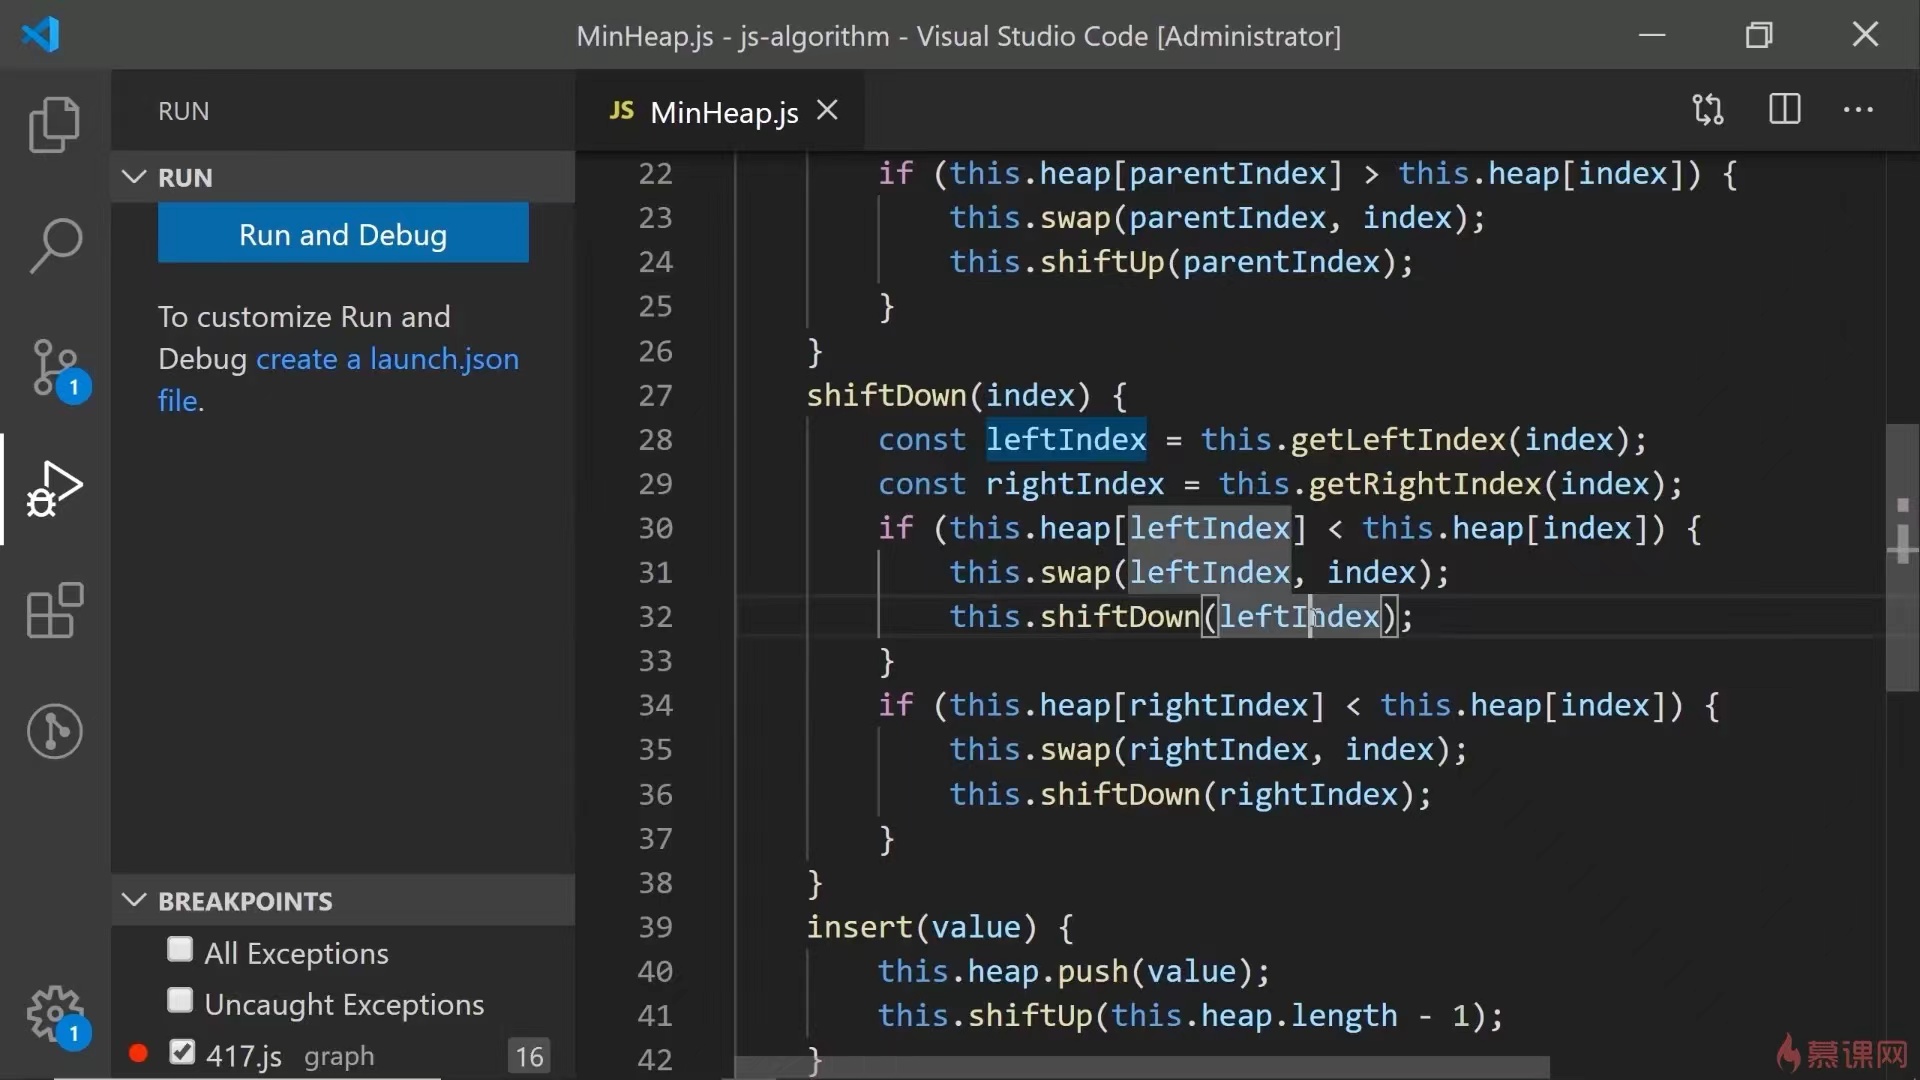 MinHeap.js - js-algorithm - Visual Studio Code [Administrator]
RUN
RUN
Run and Debug
To customize Run and
Debug create a launch.json
file.
1
1
BREAKPOINTS
All Exceptions
Uncaught Exceptions
417.js graph 16
JS MinHeap.js
22 if (this.heap[parentIndex] > this.heap[index]) {
23 this.swap(parentIndex, index);
24 this.shiftUp(parentIndex);
25 }
26 }
27 shiftDown(index) {
28 const leftIndex = this.getLeftIndex(index);
29 const rightIndex = this.getRightIndex(index);
30 if (this.heap[leftIndex] < this.heap[index]) {
31 this.swap(leftIndex, index);
32 this.shiftDown(leftIndex);
33 }
34 if (this.heap[rightIndex] < this.heap[index]) {
35 this.swap(rightIndex, index);
36 this.shiftDown(rightIndex);
37 }
38 }
39 insert(value) {
40 this.heap.push(value);
41 this.shiftUp(this.heap.length - 1);
42 }
慕课网